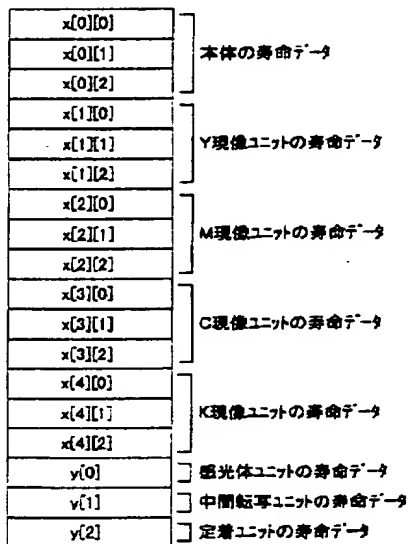 x[0][0]
x[0][1]
x[0][2]
本体の寿命データ
x[1][0]
x[1][1]
x[1][2]
Y現像ユニットの寿命データ
x[2][0]
x[2][1]
x[2][2]
M現像ユニットの寿命データ
x[3][0]
x[3][1]
x[3][2]
C現像ユニットの寿命データ
x[4][0]
x[4][1]
x[4][2]
K現像ユニットの寿命データ
y[0] 感光体ユニットの寿命データ
y[1] 中間転写ユニットの寿命データ
y[2] 定着ユニットの寿命データ